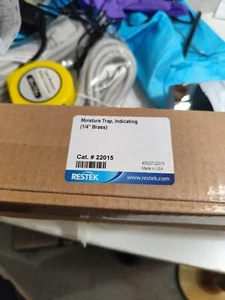 Moisture Trap, Indicating
(1/4" Brass)
Cat. # 22015
Made in USA
RESTEK
www.restek.com